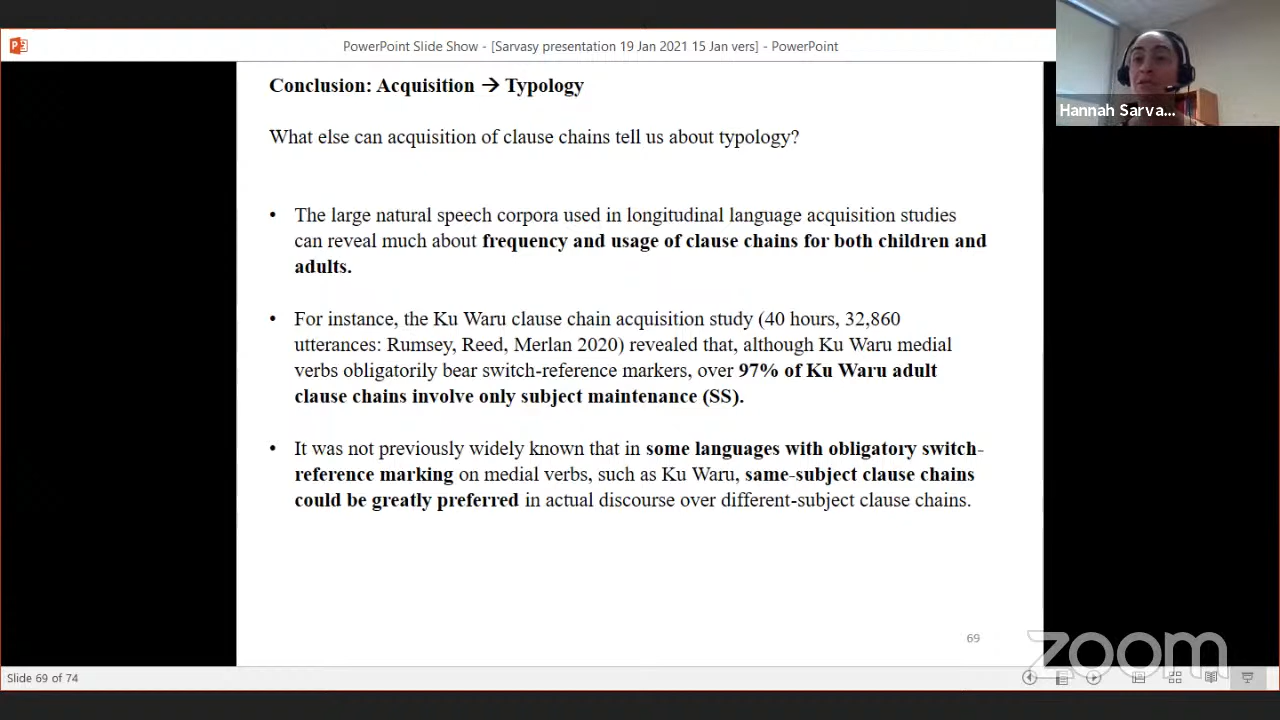 PowerPoint Slide Show - [Sarvasy presentation 19 Jan 2021 15 Jan vers] - PowerPoint
Hannah Sarva...
Conclusion: Acquisition → Typology
What else can acquisition of clause chains tell us about typology?
• The large natural speech corpora used in longitudinal language acquisition studies
can reveal much about frequency and usage of clause chains for both children and
adults.
• For instance, the Ku Waru clause chain acquisition study (40 hours, 32,860
utterances: Rumsey, Reed, Merlan 2020) revealed that, although Ku Waru medial
verbs obligatorily bear switch-reference markers, over 97% of Ku Waru adult
clause chains involve only subject maintenance (SS).
• It was not previously widely known that in some languages with obligatory switch-
reference marking on medial verbs, such as Ku Waru, same-subject clause chains
could be greatly preferred in actual discourse over different-subject clause chains.
69
zoom
Slide 69 of 74